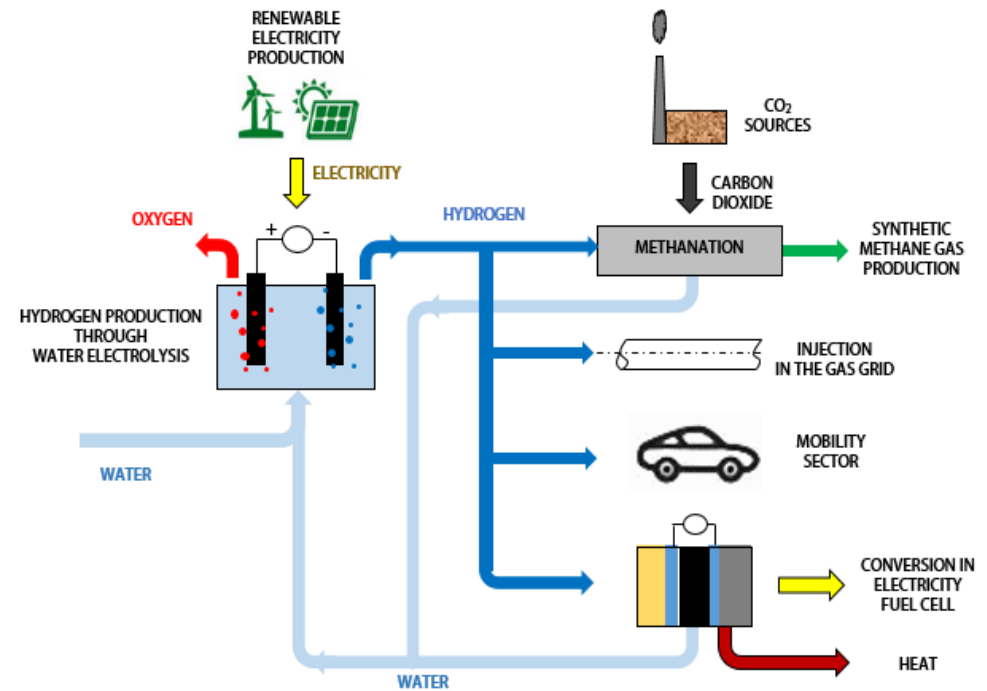 RENEWABLE
ELECTRICITY
PRODUCTION
CO₂
SOURCES
ELECTRICITY
CARBON
DIOXIDE
OXYGEN
HYDROGEN
+ -
METHANATION
SYNTHETIC
METHANE GAS
PRODUCTION
HYDROGEN PRODUCTION
THROUGH
WATER ELECTROLYSIS
INJECTION
IN THE GAS GRID
MOBILITY
SECTOR
WATER
CONVERSION IN
ELECTRICITY
FUEL CELL
HEAT
WATER